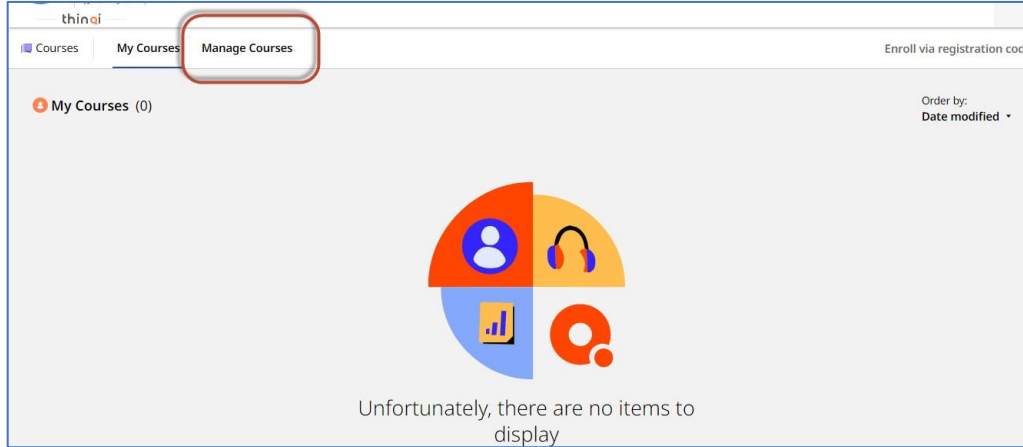 thinqi
Courses My Courses Manage Courses Enroll via registration cod
My Courses (0)
Order by:
Date modified
Unfortunately, there are no items to
display